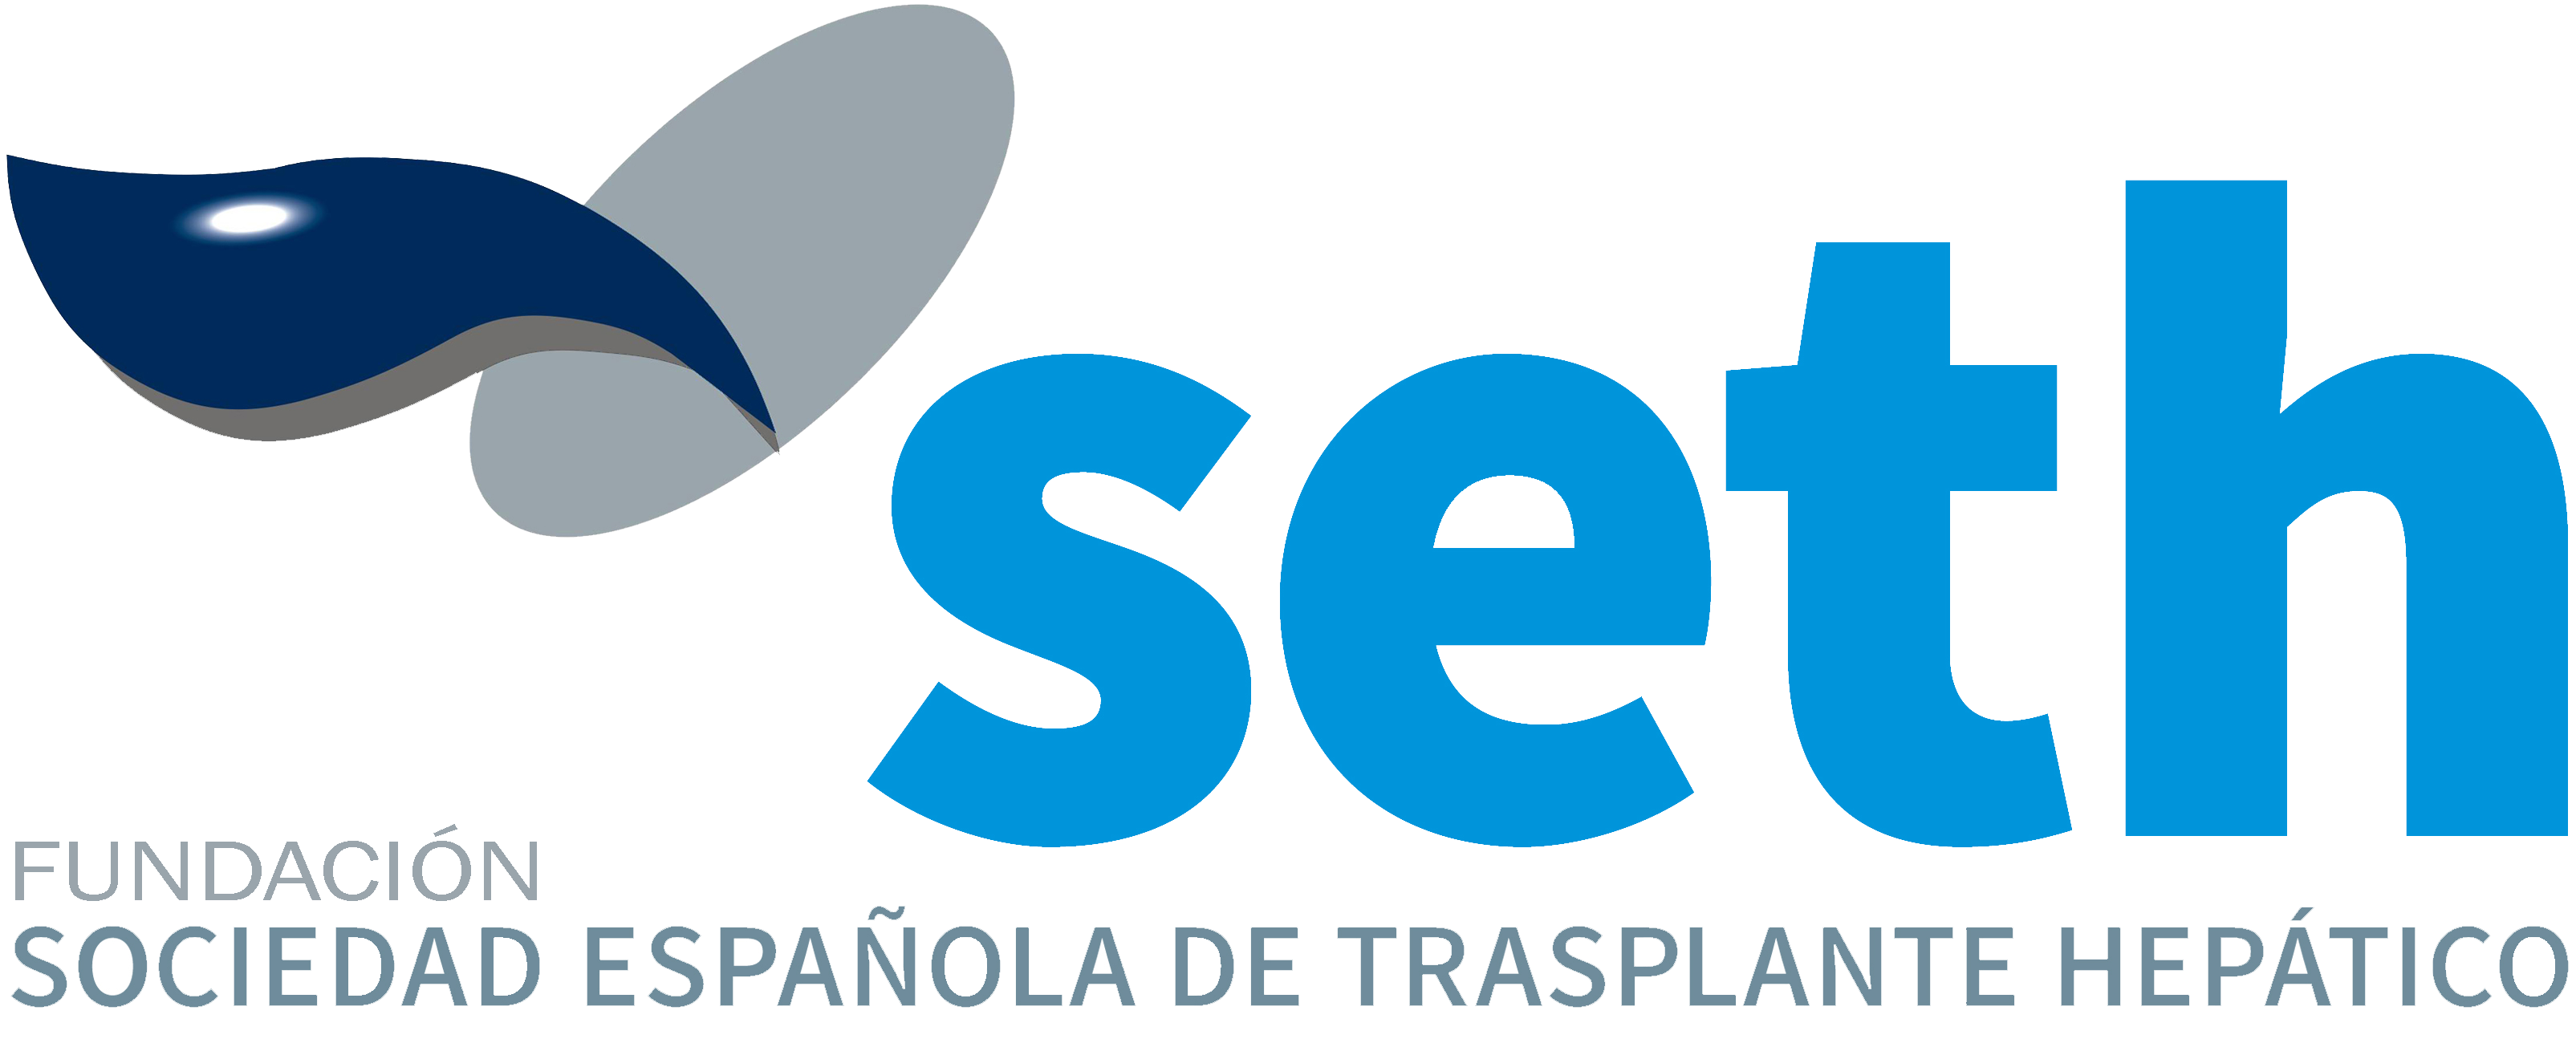 seth
FUNDACIÓN
SOCIEDAD ESPAÑOLA DE TRASPLANTE HEPÁTICO